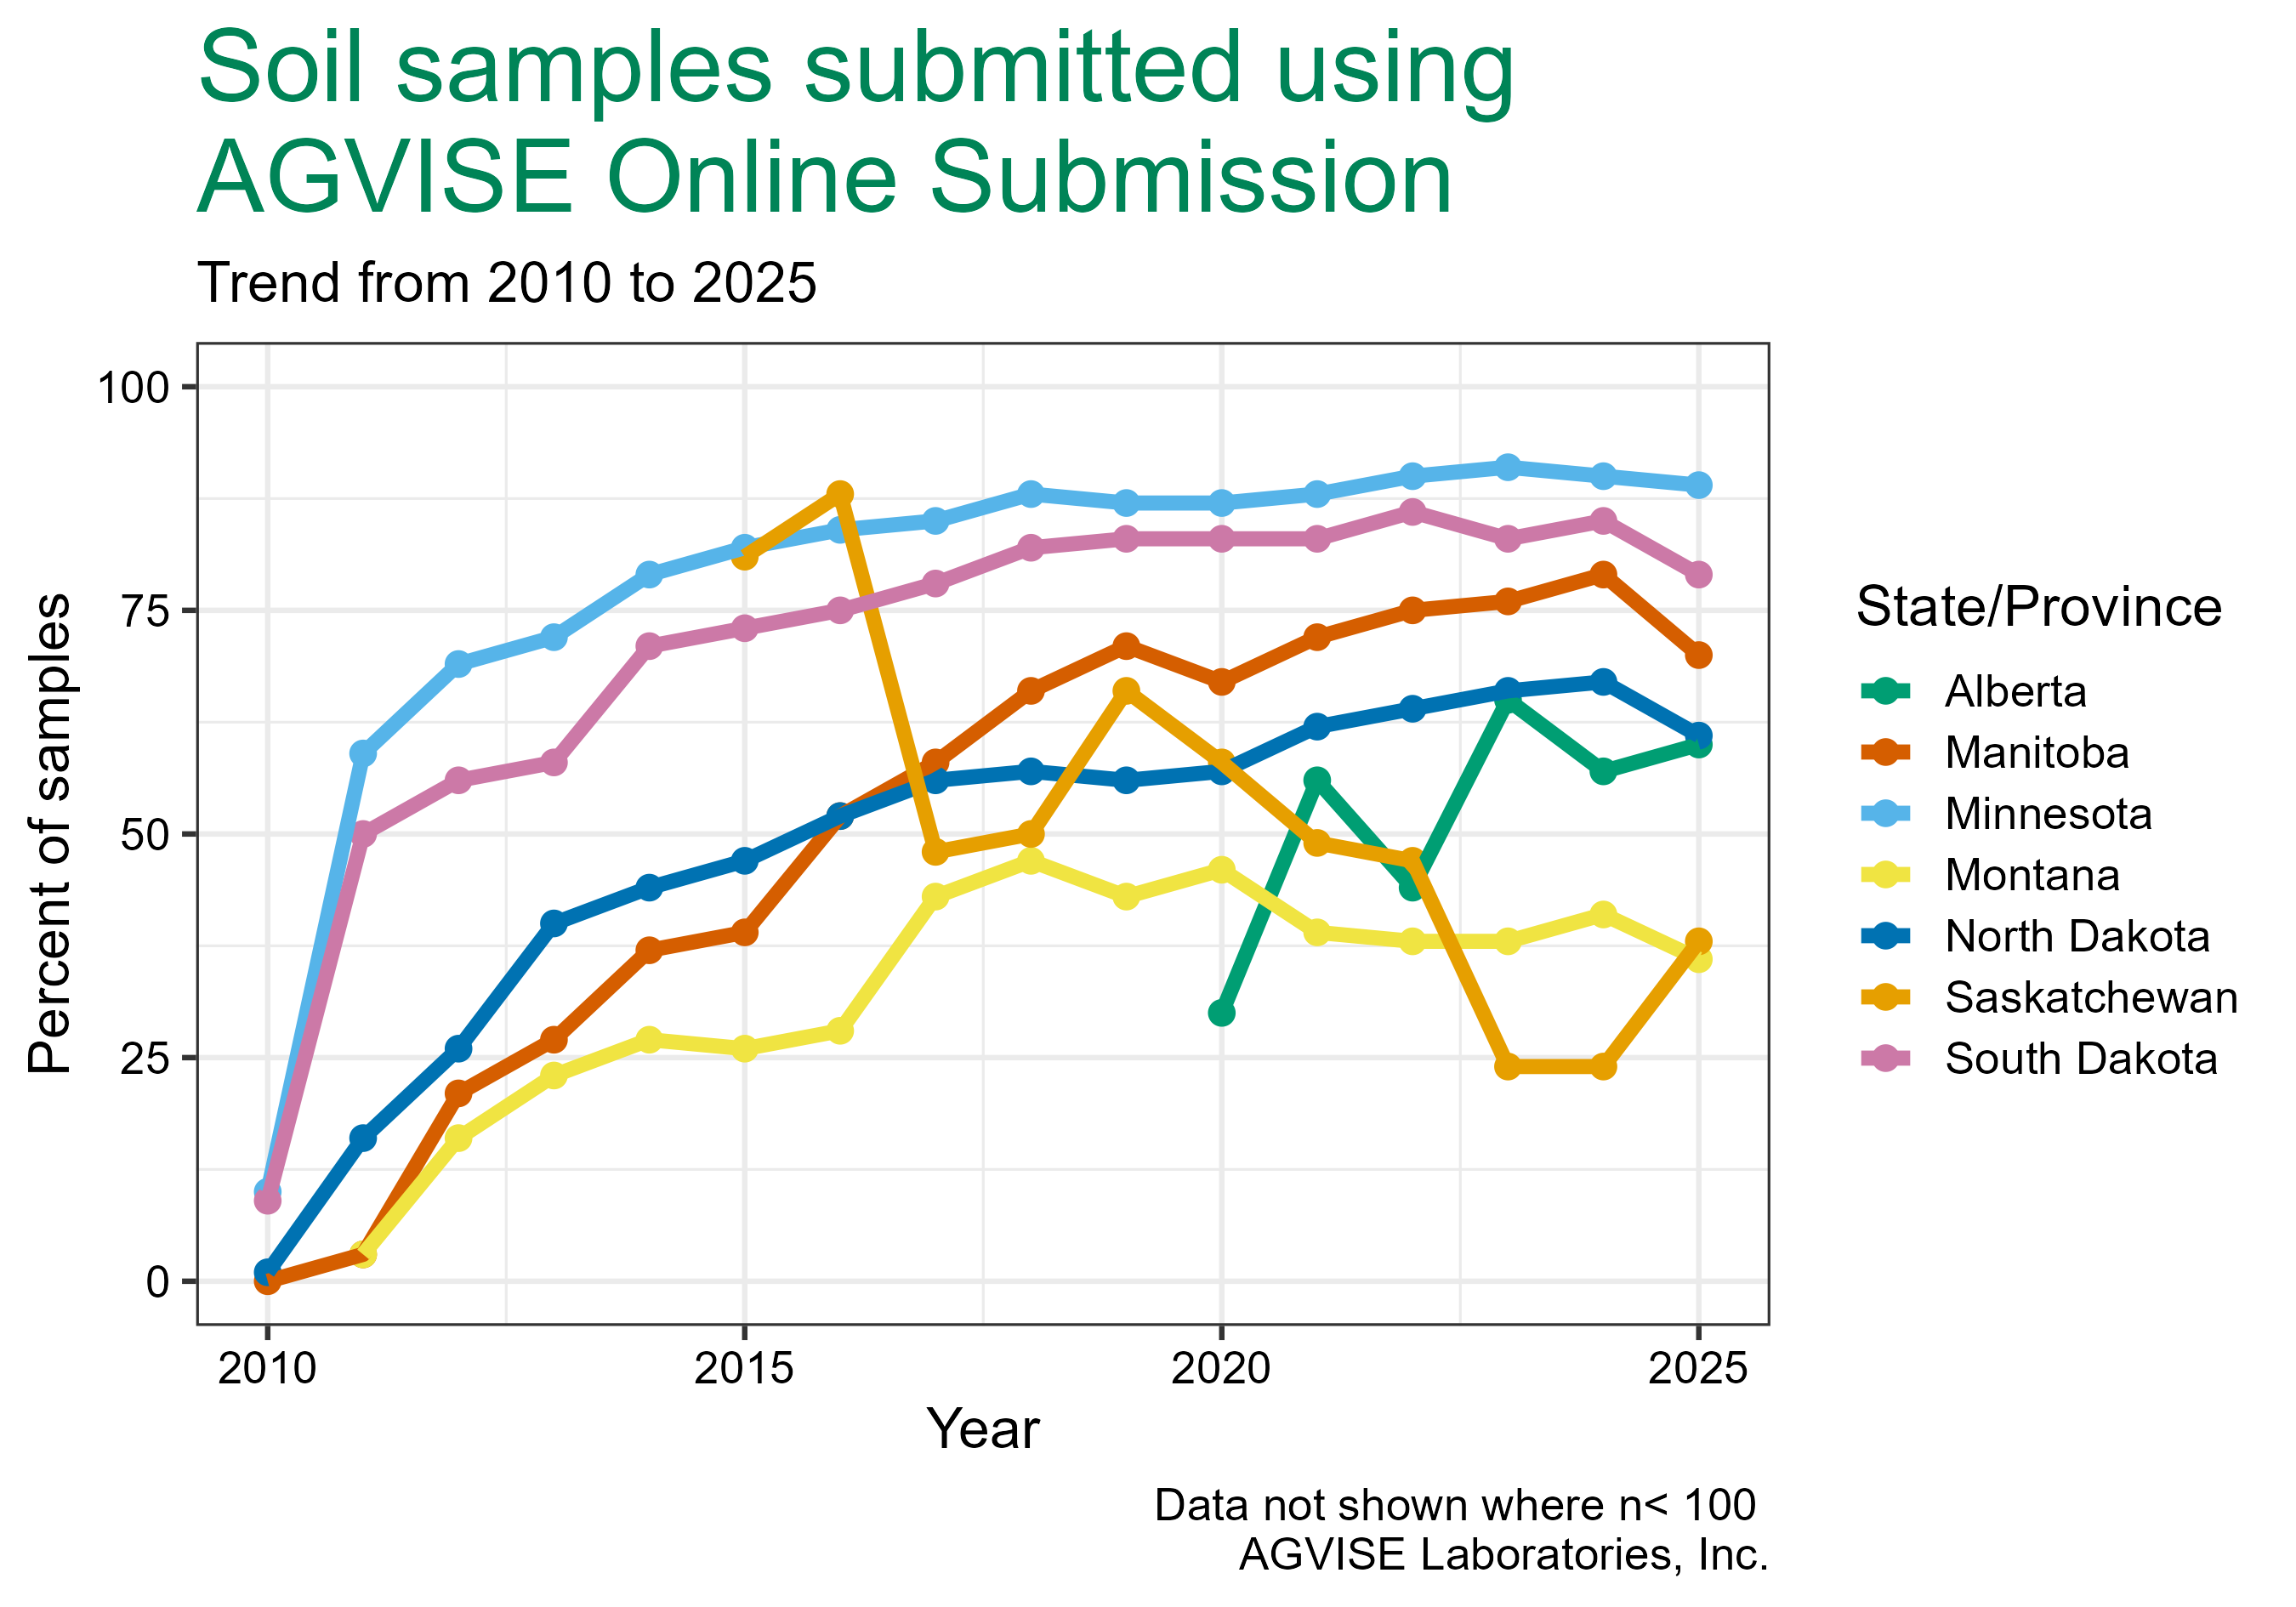 Soil samples submitted using
AGVISE Online Submission
Trend from 2010 to 2025
Percent of samples
100
75
50
25
0
2010
2015
2020
2025
Year
State/Province
Alberta
Manitoba
Minnesota
Montana
North Dakota
Saskatchewan
South Dakota
Data not shown where n< 100
AGVISE Laboratories, Inc.